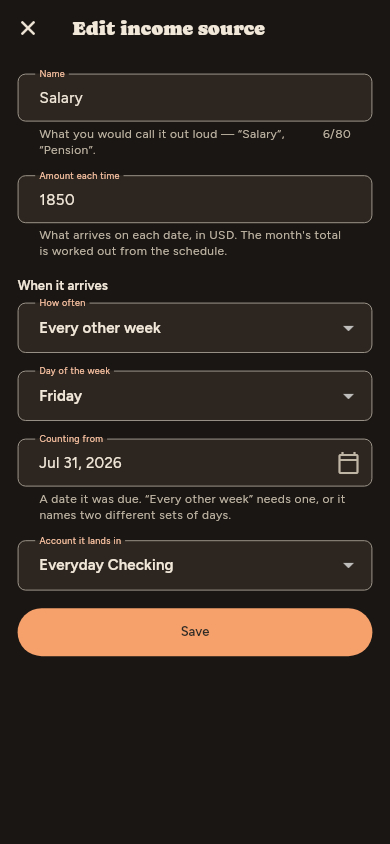 Edit income source
Name
Salary
What you would call it out loud — “Salary”, 6/80
“Pension”.
Amount each time
1850
What arrives on each date, in USD. The month's total
is worked out from the schedule.
When it arrives
How often
Every other week
Day of the week
Friday
Counting from
Jul 31, 2026
A date it was due. “Every other week” needs one, or it
names two different sets of days.
Account it lands in
Everyday Checking
Save